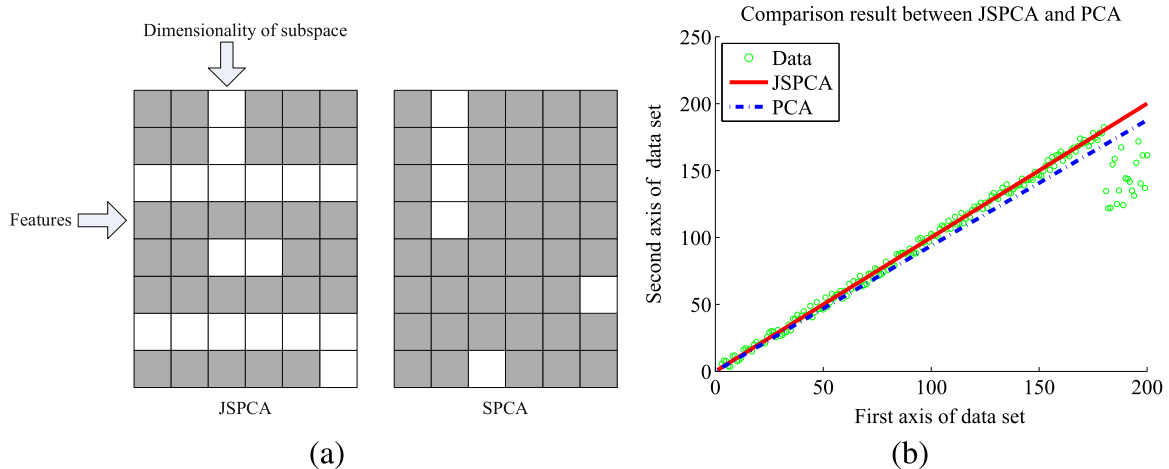 Dimensionality of subspace
Features
JSPCA
SPCA
(a)
Comparison result between JSPCA and PCA
250
200
150
100
50
0
Data
JSPCA
PCA
Second axis of data set
0
50
100
150
200
First axis of data set
(b)